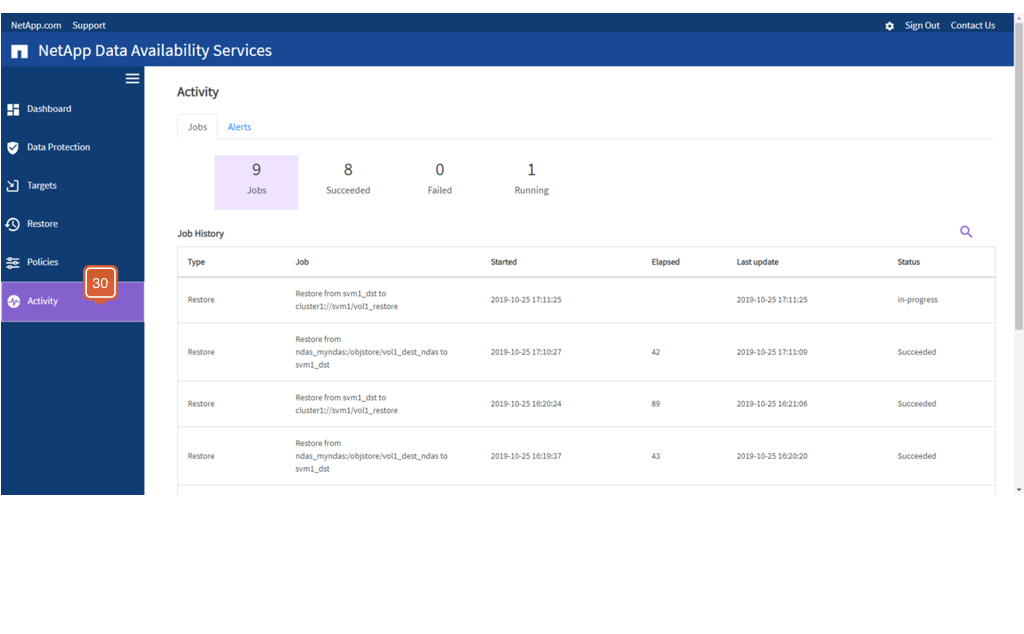 NetApp.com Support Sign Out Contact Us
NetApp Data Availability Services
Dashboard
Data Protection
Targets
Restore
Policies
30
Activity
Activity
Jobs Alerts
9 8 0 1
Jobs Succeeded Failed Running
Job History
Type Job Started Elapsed Last update Status
Restore from svm1_dst to
Restore 2019-10-25 17:11:25 2019-10-25 17:11:25 in-progress
cluster1://svm1/vol1_restore
Restore from
Restore ndas_myndas:/objstore/vol1_dest_ndas to 2019-10-25 17:10:27 42 2019-10-25 17:11:09 Succeeded
svm1_dst
Restore from svm1_dst to
Restore 2019-10-25 16:20:24 89 2019-10-25 16:21:06 Succeeded
cluster1://svm1/vol1_restore
Restore from
Restore ndas_myndas:/objstore/vol1_dest_ndas to 2019-10-25 16:19:37 43 2019-10-25 16:20:20 Succeeded
svm1_dst